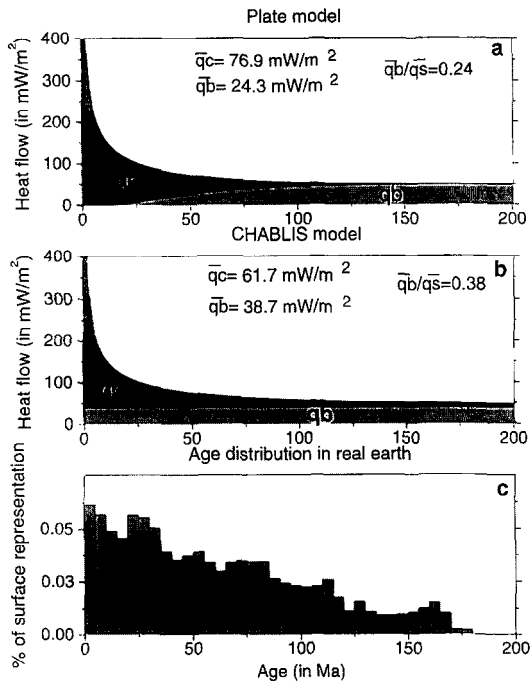 Plate model
a
Heat flow (in mW/m²)
400
300
200
100
0
q̅c= 76.9 mW/m ²
q̅b= 24.3 mW/m ²
q̅b/q̅s=0.24
qb
0 50 100 150 200
CHABLIS model
b
Heat flow (in mW/m²)
400
300
200
100
0
q̅c= 61.7 mW/m ²
q̅b= 38.7 mW/m ²
q̅b/q̅s=0.38
qb
0 50 100 150 200
Age distribution in real earth
c
% of surface representation
0.05
0.03
0.00
0 50 100 150 200
Age (in Ma)